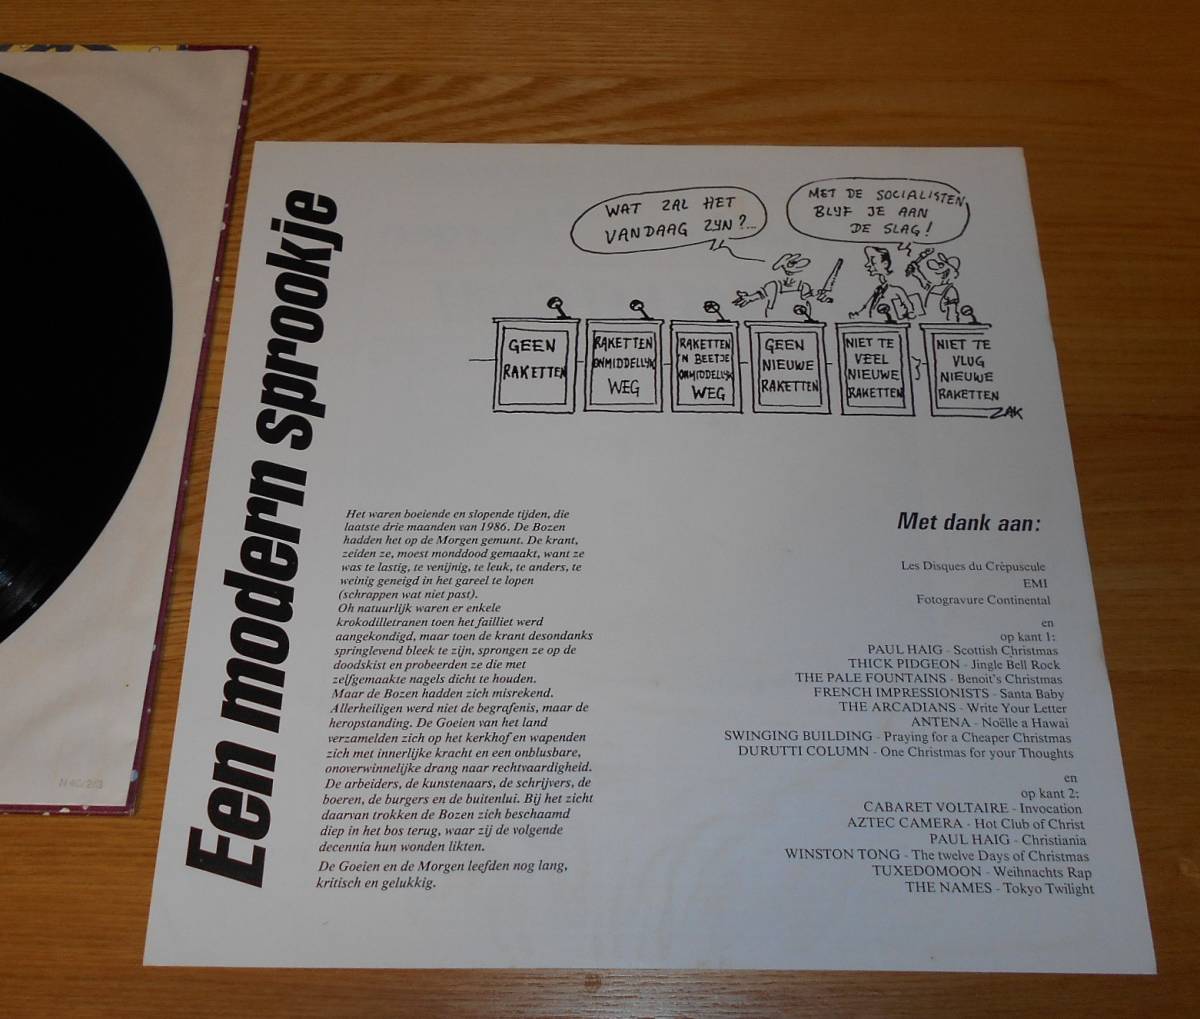 Een modern sprookje
WAT ZAL HET
VANDAAG ZYN?...
MET DE SOCIALISTEN,
BLYF JE AAN
DE SLAG!
GEEN
RAKETTEN
RAKETTEN
ONMIDDELLYK
WEG
RAKETTEN
'N BEETJE
ONMIDDELLYK
WEG
GEEN
NIEUWE
RAKETTEN
NIET TE
VEEL
NIEUWE
RAKETTEN
NIET TE
VLUG
NIEUWE
RAKETTEN
ZAK
Het waren boeiende en slopende tijden, die
laatste drie maanden van 1986. De Bozen
hadden het op de Morgen gemunt. De krant,
zeiden ze, moest monddood gemaakt, want ze
was te lastig, te venijnig, te leuk, te anders, te
weinig geneigd in het gareel te lopen
(schrappen wat niet past).
Oh natuurlijk waren er enkele
krokodilletranen toen het failliet werd
aangekondigd, maar toen de krant desondanks
springlevend bleek te zijn, sprongen ze op de
doodskist en probeerden ze die met
zelfgemaakte nagels dicht te houden.
Maar de Bozen hadden zich misrekend.
Allerheiligen werd niet de begrafenis, maar de
heropstanding. De Goeien van het land
verzamelden zich op het kerkhof en wapenden
zich met innerlijke kracht en een onblusbare,
onoverwinnelijke drang naar rechtvaardigheid.
De arbeiders, de kunstenaars, de schrijvers, de
boeren, de burgers en de buitenlui. Bij het zicht
daarvan trokken de Bozen zich beschaamd
diep in het bos terug, waar zij de volgende
decennia hun wonden likten.
De Goeien en de Morgen leefden nog lang,
kritisch en gelukkig.
Met dank aan:
Les Disques du Crépuscule
EMI
Fotogravure Continental
en
op kant 1:
PAUL HAIG - Scottish Christmas
THICK PIDGEON - Jingle Bell Rock
THE PALE FOUNTAINS - Benoit's Christmas
FRENCH IMPRESSIONISTS - Santa Baby
THE ARCADIANS - Write Your Letter
ANTENA - Noëlle a Hawai
SWINGING BUILDING - Praying for a Cheaper Christmas
DURUTTI COLUMN - One Christmas for your Thoughts
en
op kant 2:
CABARET VOLTAIRE - Invocation
AZTEC CAMERA - Hot Club of Christ
PAUL HAIG - Christiania
WINSTON TONG - The twelve Days of Christmas
TUXEDOMOON - Weihnachts Rap
THE NAMES - Tokyo Twilight